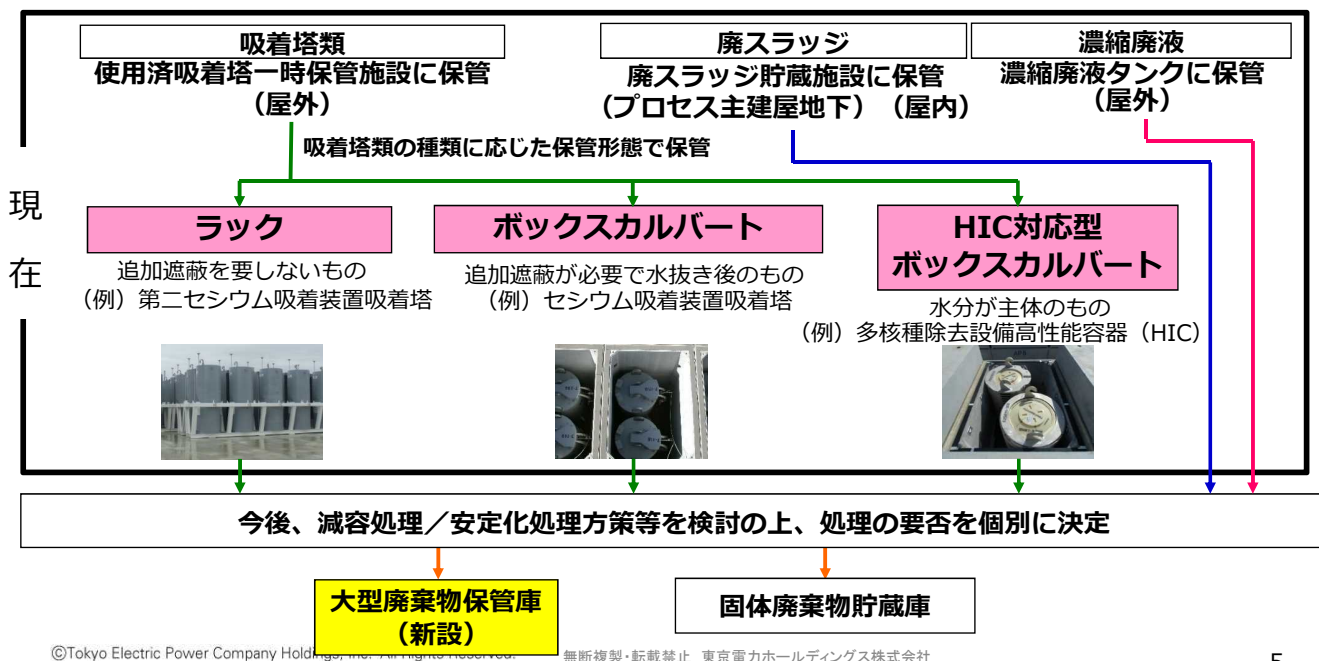 吸着塔類
使用済吸着塔一時保管施設に保管
（屋外）
廃スラッジ
廃スラッジ貯蔵施設に保管
（プロセス主建屋地下）（屋内）
濃縮廃液
濃縮廃液タンクに保管
（屋外）
吸着塔類の種類に応じた保管形態で保管
現
在
ラック
追加遮蔽を要しないもの
（例）第二セシウム吸着装置吸着塔
ボックスカルバート
追加遮蔽が必要で水抜き後のもの
（例）セシウム吸着装置吸着塔
HIC対応型
ボックスカルバート
水分が主体のもの
（例）多核種除去設備高性能容器（HIC）
今後、減容処理／安定化処理方策等を検討の上、処理の要否を個別に決定
大型廃棄物保管庫
（新設）
固体廃棄物貯蔵庫
©Tokyo Electric Power Company Holdings, Inc. All Rights Reserved.
無断複製・転載禁止 東京電力ホールディングス株式会社
5